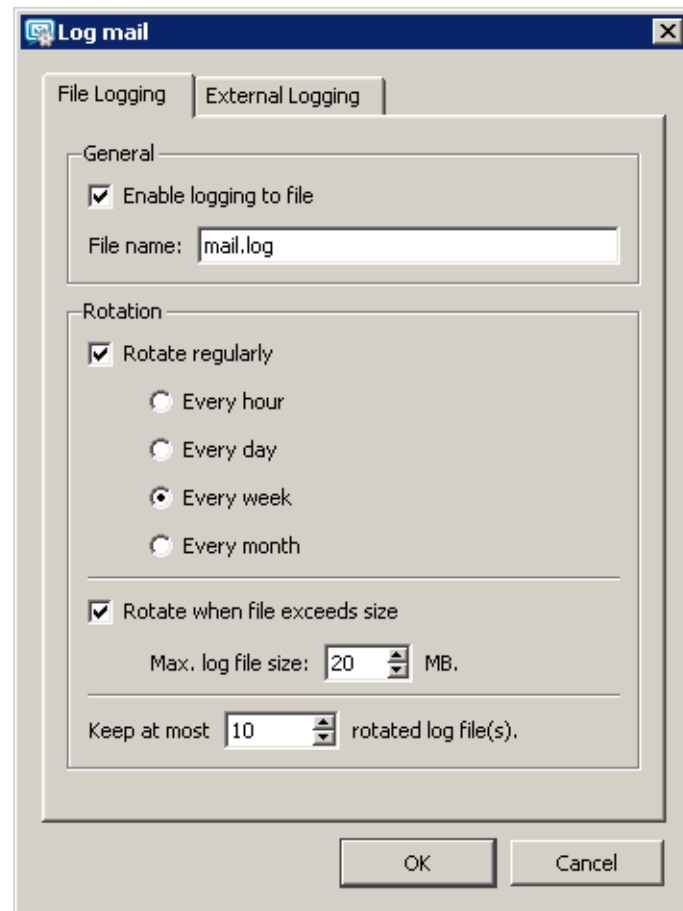 Log mail
File Logging
External Logging
General
Enable logging to file
File name: mail.log
Rotation
Rotate regularly
Every hour
Every day
Every week
Every month
Rotate when file exceeds size
Max. log file size: 20 MB.
Keep at most 10 rotated log file(s).
OK Cancel